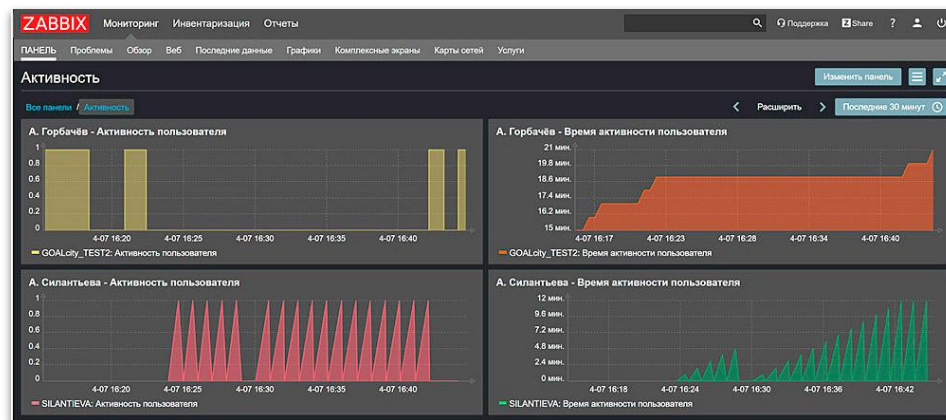 ZABBIX Мониторинг Инвентаризация Отчеты Поддержка Z Share ?
ПАНЕЛЬ Проблемы Обзор Веб Последние данные Графики Комплексные экраны Карты сетей Услуги
Активность Изменить панель
Все панели / Активность Расширить Последние 30 минут
А. Горбачёв - Активность пользователя
1
0.8
0.6
0.4
0.2
0
4-07 16:20 4-07 16:25 4-07 16:30 4-07 16:35 4-07 16:40
GOALcity_TEST2: Активность пользователя
А. Горбачёв - Время активности пользователя
21 мин.
19.8 мин.
18.6 мин.
17.4 мин.
16.2 мин.
15 мин.
4-07 16:17 4-07 16:23 4-07 16:28 4-07 16:34 4-07 16:40
GOALcity_TEST2: Время активности пользователя
А. Силантьева - Активность пользователя
1
0.8
0.6
0.4
0.2
0
4-07 16:20 4-07 16:25 4-07 16:30 4-07 16:35 4-07 16:40
SILANTIEVA: Активность пользователя
А. Силантьева - Время активности пользователя
12 мин.
9.6 мин.
7.2 мин.
4.8 мин.
2.4 мин.
0 мин.
4-07 16:18 4-07 16:24 4-07 16:30 4-07 16:36 4-07 16:42
SILANTIEVA: Время активности пользователя